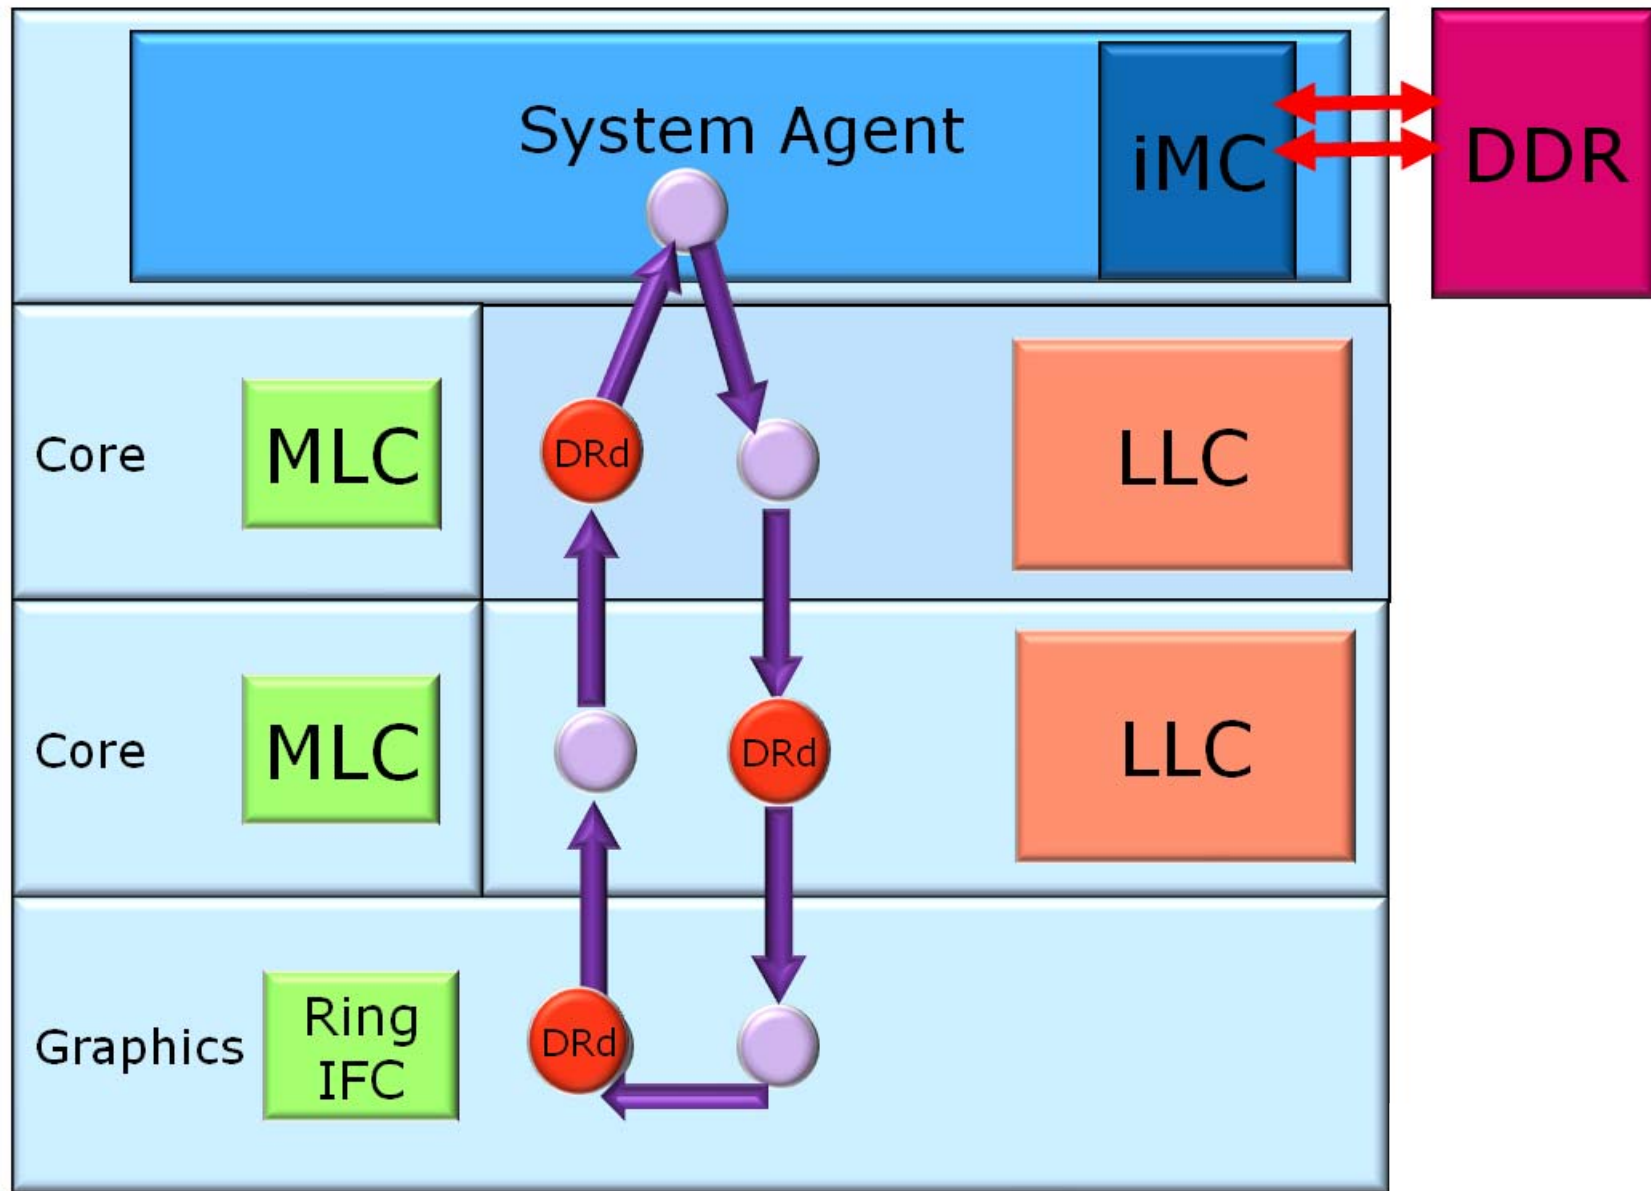 System Agent
iMC
DDR
Core
MLC
DRd
LLC
Core
MLC
DRd
LLC
Graphics
Ring
IFC
DRd